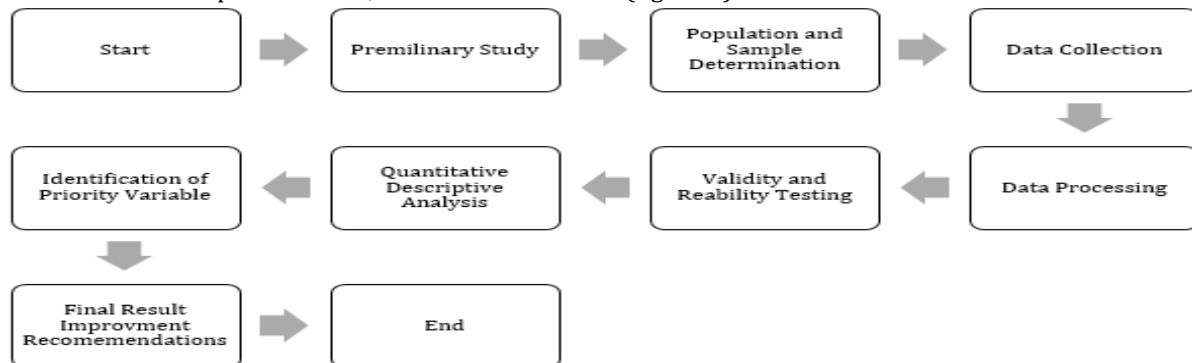 Start
Premilinary Study
Population and
Sample
Determination
Data Collection
Data Processing
Validity and
Reability Testing
Quantitative
Descriptive
Analysis
Identification of
Priority Variable
Final Result
Improvment
Recomemendations
End